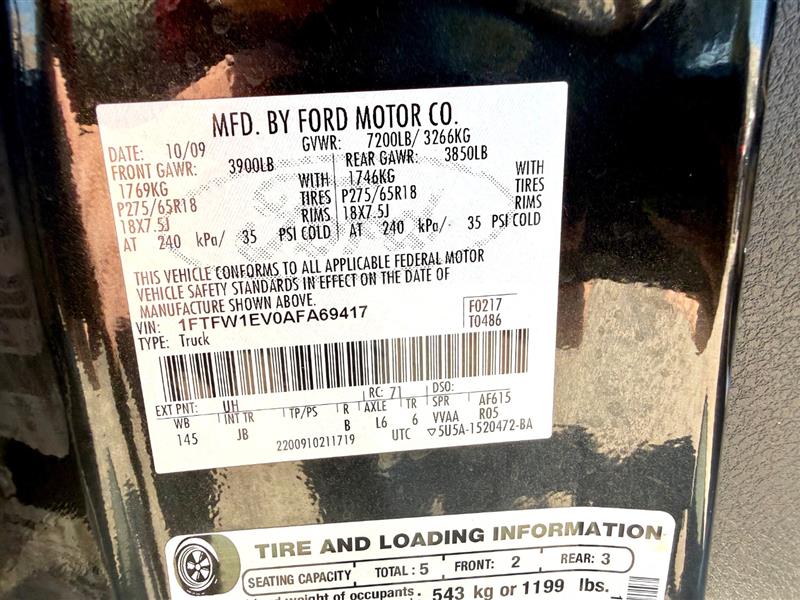 MFD. BY FORD MOTOR CO.
DATE: 10/09 GVWR: 7200LB/ 3266KG
FRONT GAWR: 3900LB REAR GAWR: 3850LB
1769KG WITH 1746KG WITH
P275/65R18 TIRES P275/65R18 TIRES
18X7.5J RIMS 18X7.5J RIMS
AT 240 kPa/ 35 PSI COLD AT 240 kPa/ 35 PSI COLD
THIS VEHICLE CONFORMS TO ALL APPLICABLE FEDERAL MOTOR
VEHICLE SAFETY STANDARDS IN EFFECT ON THE DATE OF
MANUFACTURE SHOWN ABOVE.
VIN: 1FTFW1EV0AFA69417 F0217
TYPE: Truck T0486
EXT PNT: UH RC: 71 DSO:
WB INT TR TP/PS R AXLE TR SPR AF615
145 JB B L6 6 VVAA R05
2200910211719 UTC ▽5U5A-1520472-BA
TIRE AND LOADING INFORMATION
SEATING CAPACITY TOTAL : 5 FRONT: 2 REAR: 3
weight of occupants. 543 kg or 1199 lbs.